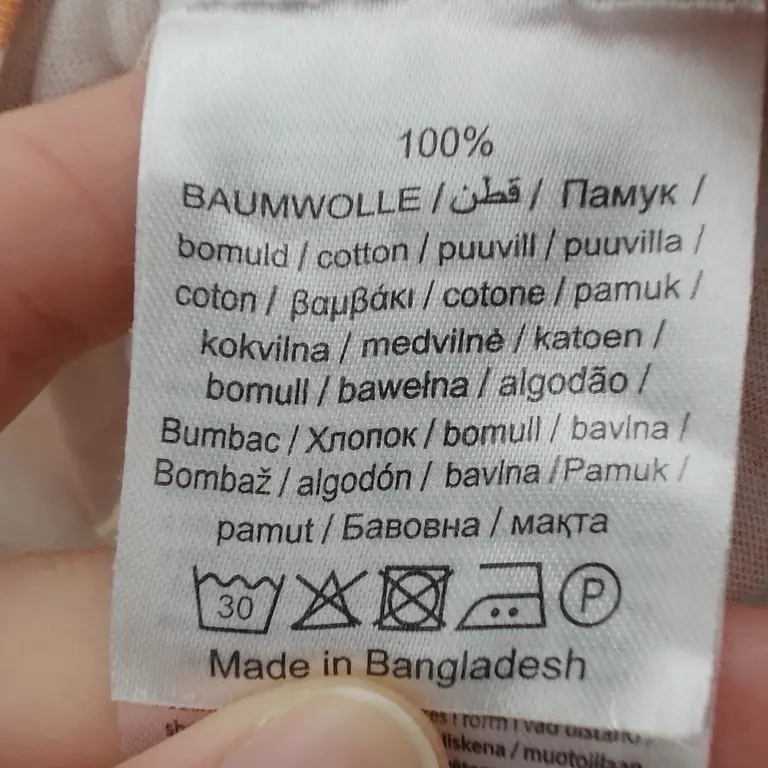 100%
BAUMWOLLE / قطن / Памук /
bomuld / cotton / puuvill / puuvilla /
coton / βαμβάκι / cotone / pamuk /
kokvilna / medvilnė / katoen /
bomull / bawełna / algodão /
Bumbac / Хлопок / bomull / bavlna /
Bombaž / algodón / bavlna / Pamuk /
pamut / Бавовна / мақта
30 P
Made in Bangladesh